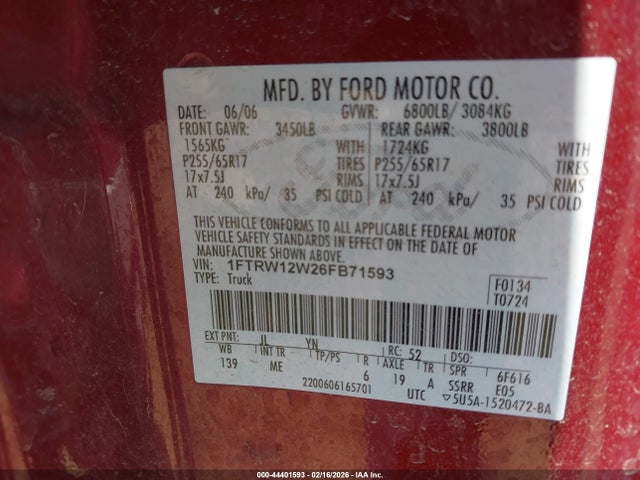 MFD. BY FORD MOTOR CO.
DATE: 06/06 GVWR: 6800LB/ 3084KG
FRONT GAWR: 3450LB REAR GAWR: 3800LB
1565KG WITH 1724KG WITH
P255/65R17 TIRES P255/65R17 TIRES
17x7.5J RIMS 17x7.5J RIMS
AT 240 kPa/ 35 PSI COLD AT 240 kPa/ 35 PSI COLD
THIS VEHICLE CONFORMS TO ALL APPLICABLE FEDERAL MOTOR
VEHICLE SAFETY STANDARDS IN EFFECT ON THE DATE OF
MANUFACTURE SHOWN ABOVE.
VIN: 1FTRW12W26FB71593
TYPE: Truck
F0134
T0724
EXT PNT: JL YN RC: 52 DSO:
WB INT TR TP/PS R AXLE TR SPR 6F616
139 ME 6 19 A SSRR E05
2200606165701 UTC ▽5U5A-1520472-BA
000-44401593 - 02/16/2026 - IAAI.COM